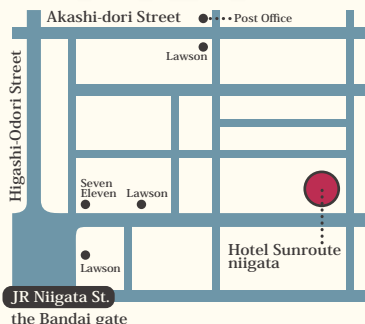 Akashi-dori Street
Post Office
Lawson
Higashi-Odori Street
Seven
Eleven
Lawson
Hotel Sunroute
niigata
Lawson
JR Niigata St.
the Bandai gate